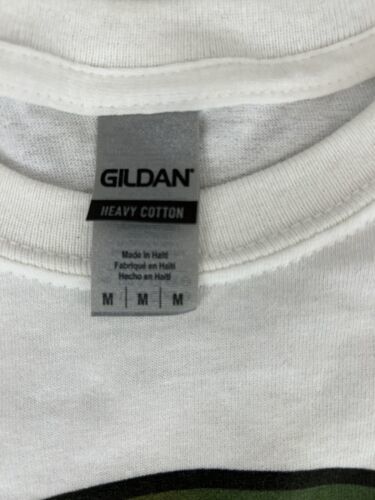 GILDAN®
HEAVY COTTON
Made in Haiti
Fabriqué en Haïti
Hecho en Haití
M | M | M